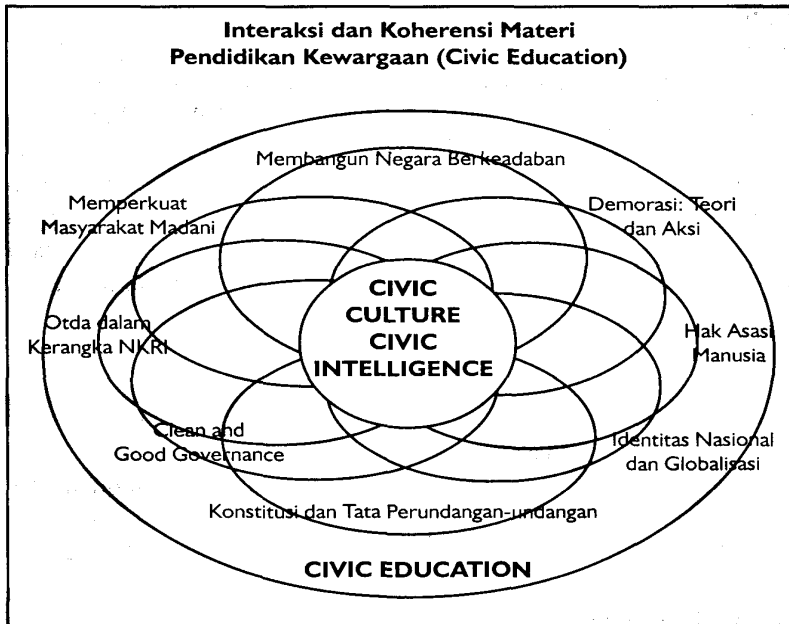 Interaksi dan Koherensi Materi
Pendidikan Kewargaan (Civic Education)
Membangun Negara Berkeadaban
Memperkuat
Masyarakat Madani
Demorasi: Teori
dan Aksi
CIVIC
CULTURE
CIVIC
INTELLIGENCE
Otda dalam
Kerangka NKRI
Hak Asasi
Manusia
Clean and
Good Governance
Identitas Nasional
dan Globalisasi
Konstitusi dan Tata Perundangan-undangan
CIVIC EDUCATION